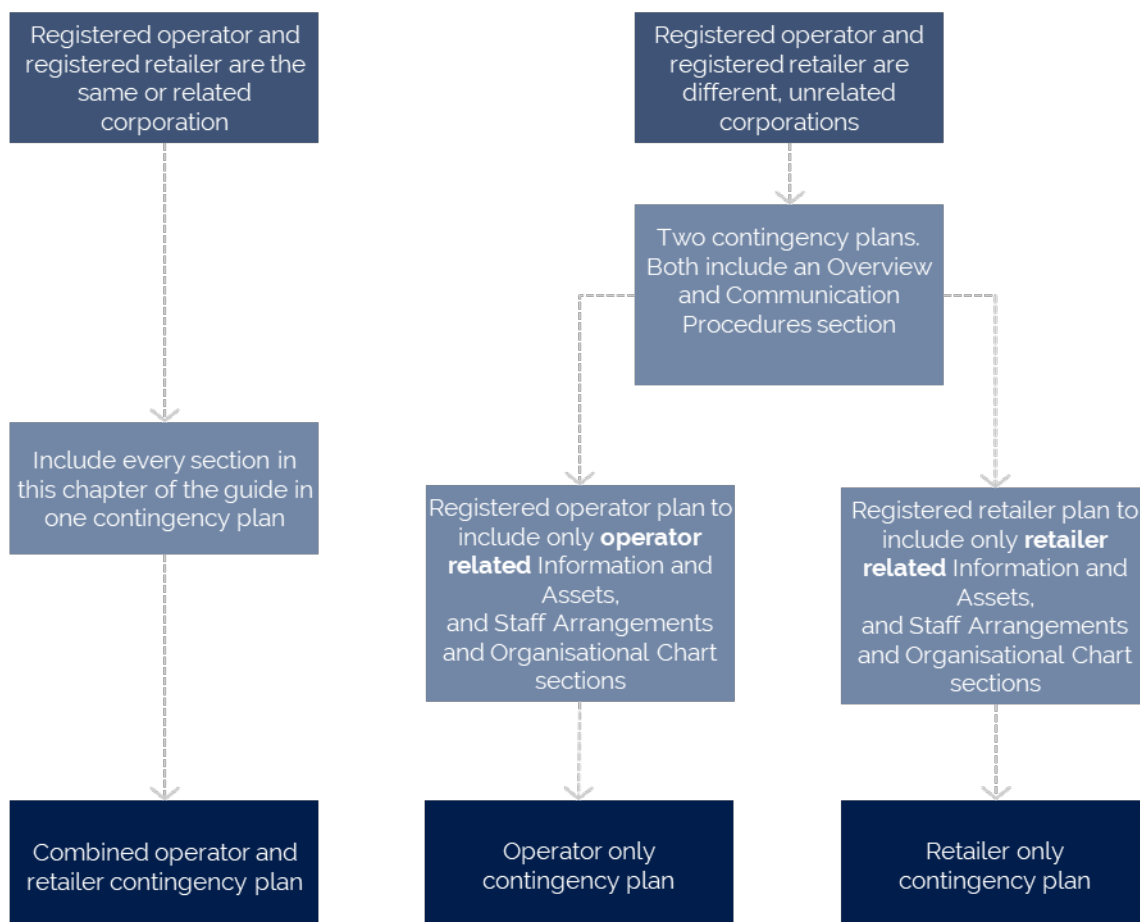 Registered operator and
registered retailer are the
same or related
corporation
Registered operator and
registered retailer are
different, unrelated
corporations
Two contingency plans.
Both include an Overview
and Communication
Procedures section
Include every section in
this chapter of the guide in
one contingency plan
Registered operator plan to
include only operator
related Information and
Assets,
and Staff Arrangements
and Organisational Chart
sections
Registered retailer plan to
include only retailer
related Information and
Assets,
and Staff Arrangements
and Organisational Chart
sections
Combined operator and
retailer contingency plan
Operator only
contingency plan
Retailer only
contingency plan